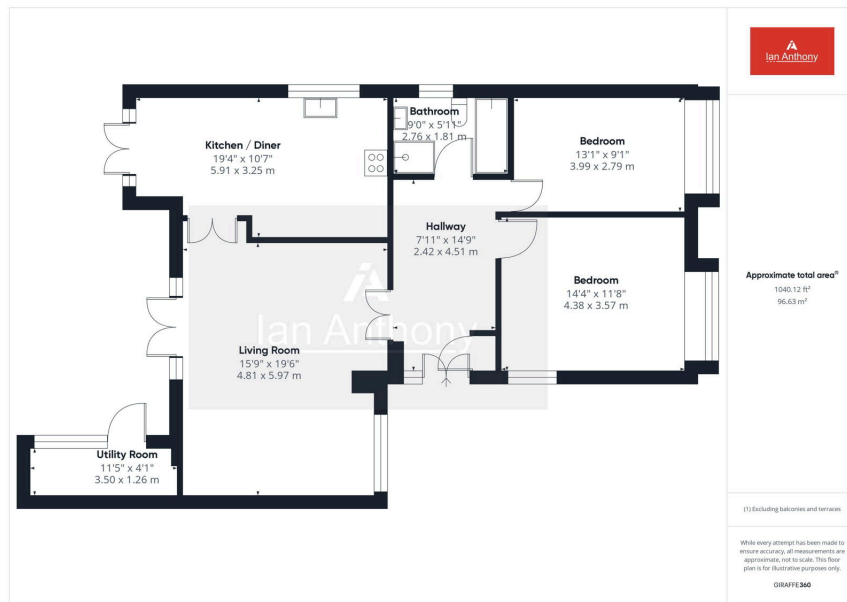 Ian Anthony
Kitchen / Diner
19'4" x 10'7"
5.91 x 3.25 m
Bathroom
9'0" x 5'11"
2.76 x 1.81 m
Bedroom
13'1" x 9'1"
3.99 x 2.79 m
Hallway
7'11" x 14'9"
2.42 x 4.51 m
Bedroom
14'4" x 11'8"
4.38 x 3.57 m
Ian Anthony
Living Room
15'9" x 19'6"
4.81 x 5.97 m
Utility Room
11'5" x 4'1"
3.50 x 1.26 m
Approximate total area⁽¹⁾
1040.12 ft²
96.63 m²
(1) Excluding balconies and terraces
While every attempt has been made to
ensure accuracy, all measurements are
approximate, not to scale. This floor
plan is for illustrative purposes only.
GIRAFFE360